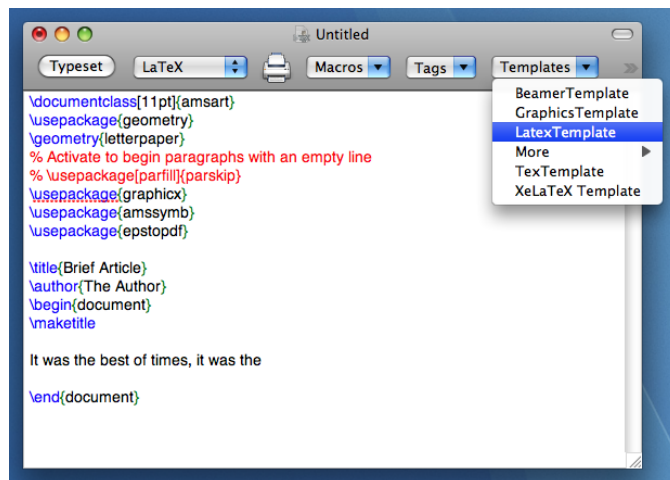 Untitled
Typeset LaTeX Macros Tags Templates
BeamerTemplate
GraphicsTemplate
LatexTemplate
More
TexTemplate
XeLaTeX Template
\documentclass[11pt]{amsart}
\usepackage{geometry}
\geometry{letterpaper}
% Activate to begin paragraphs with an empty line
% \usepackage[parfill]{parskip}
\usepackage{graphicx}
\usepackage{amssymb}
\usepackage{epstopdf}
\title{Brief Article}
\author{The Author}
\begin{document}
\maketitle
It was the best of times, it was the
\end{document}